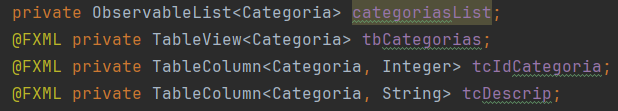 private ObservableList<Categoria> categoriasList;
@FXML private TableView<Categoria> tbCategorias;
@FXML private TableColumn<Categoria, Integer> tcIdCategoria;
@FXML private TableColumn<Categoria, String> tcDescrip;